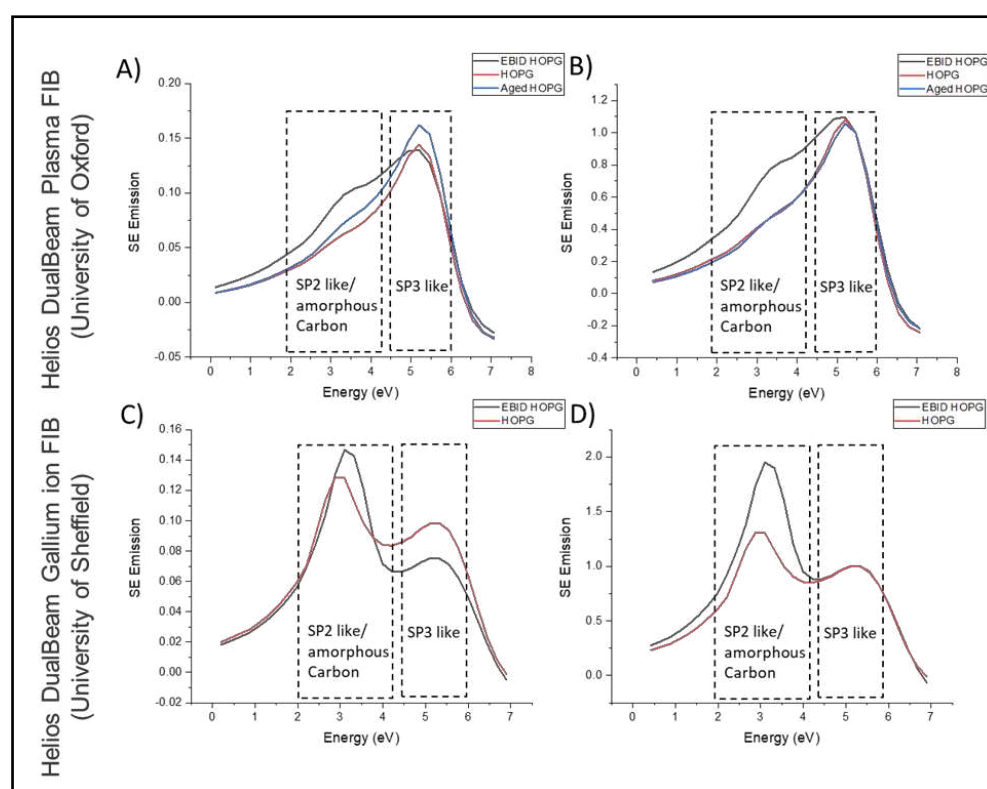 Helios DualBeam Plasma FIB
(University of Oxford)
A)
EBID HOPG
HOPG
Aged HOPG
0.20
0.15
0.10
0.05
0.00
-0.05
SE Emission
SP2 like/
amorphous
Carbon
SP3 like
0 1 2 3 4 5 6 7 8
Energy (eV)
B)
EBID HOPG
HOPG
Aged HOPG
1.2
1.0
0.8
0.6
0.4
0.2
0.0
-0.2
-0.4
SE Emission
SP2 like/
amorphous
Carbon
SP3 like
0 1 2 3 4 5 6 7 8
Energy (eV)
Helios DualBeam Gallium ion FIB
(University of Sheffield)
C)
EBID HOPG
HOPG
0.16
0.14
0.12
0.10
0.08
0.06
0.04
0.02
0.00
-0.02
SE Emission
SP2 like/
amorphous
Carbon
SP3 like
0 1 2 3 4 5 6 7
Energy (eV)
D)
EBID HOPG
HOPG
2.0
1.5
1.0
0.5
0.0
SE Emission
SP2 like/
amorphous
Carbon
SP3 like
0 1 2 3 4 5 6 7
Energy (eV)